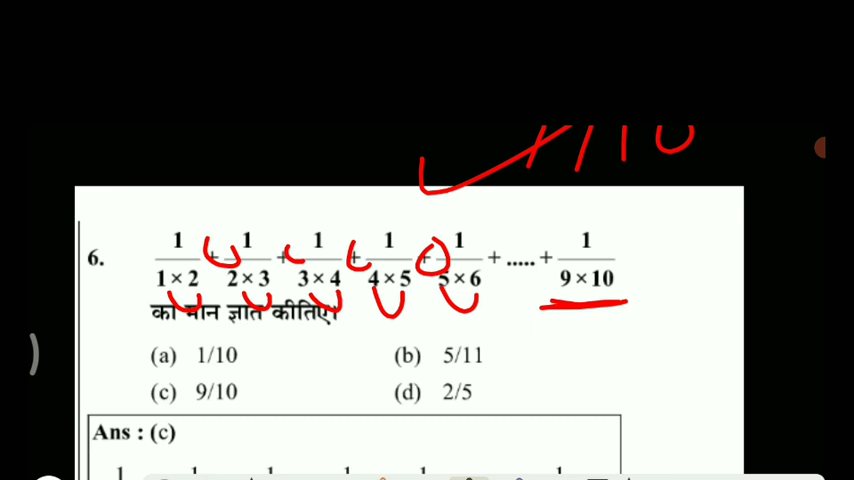 /10
6. 1/(1 × 2) + 1/(2 × 3) + 1/(3 × 4) + 1/(4 × 5) + 1/(5 × 6) + ..... + 1/(9 × 10)
का मान ज्ञात कीतिए।
(a) 1/10 (b) 5/11
(c) 9/10 (d) 2/5
Ans : (c)